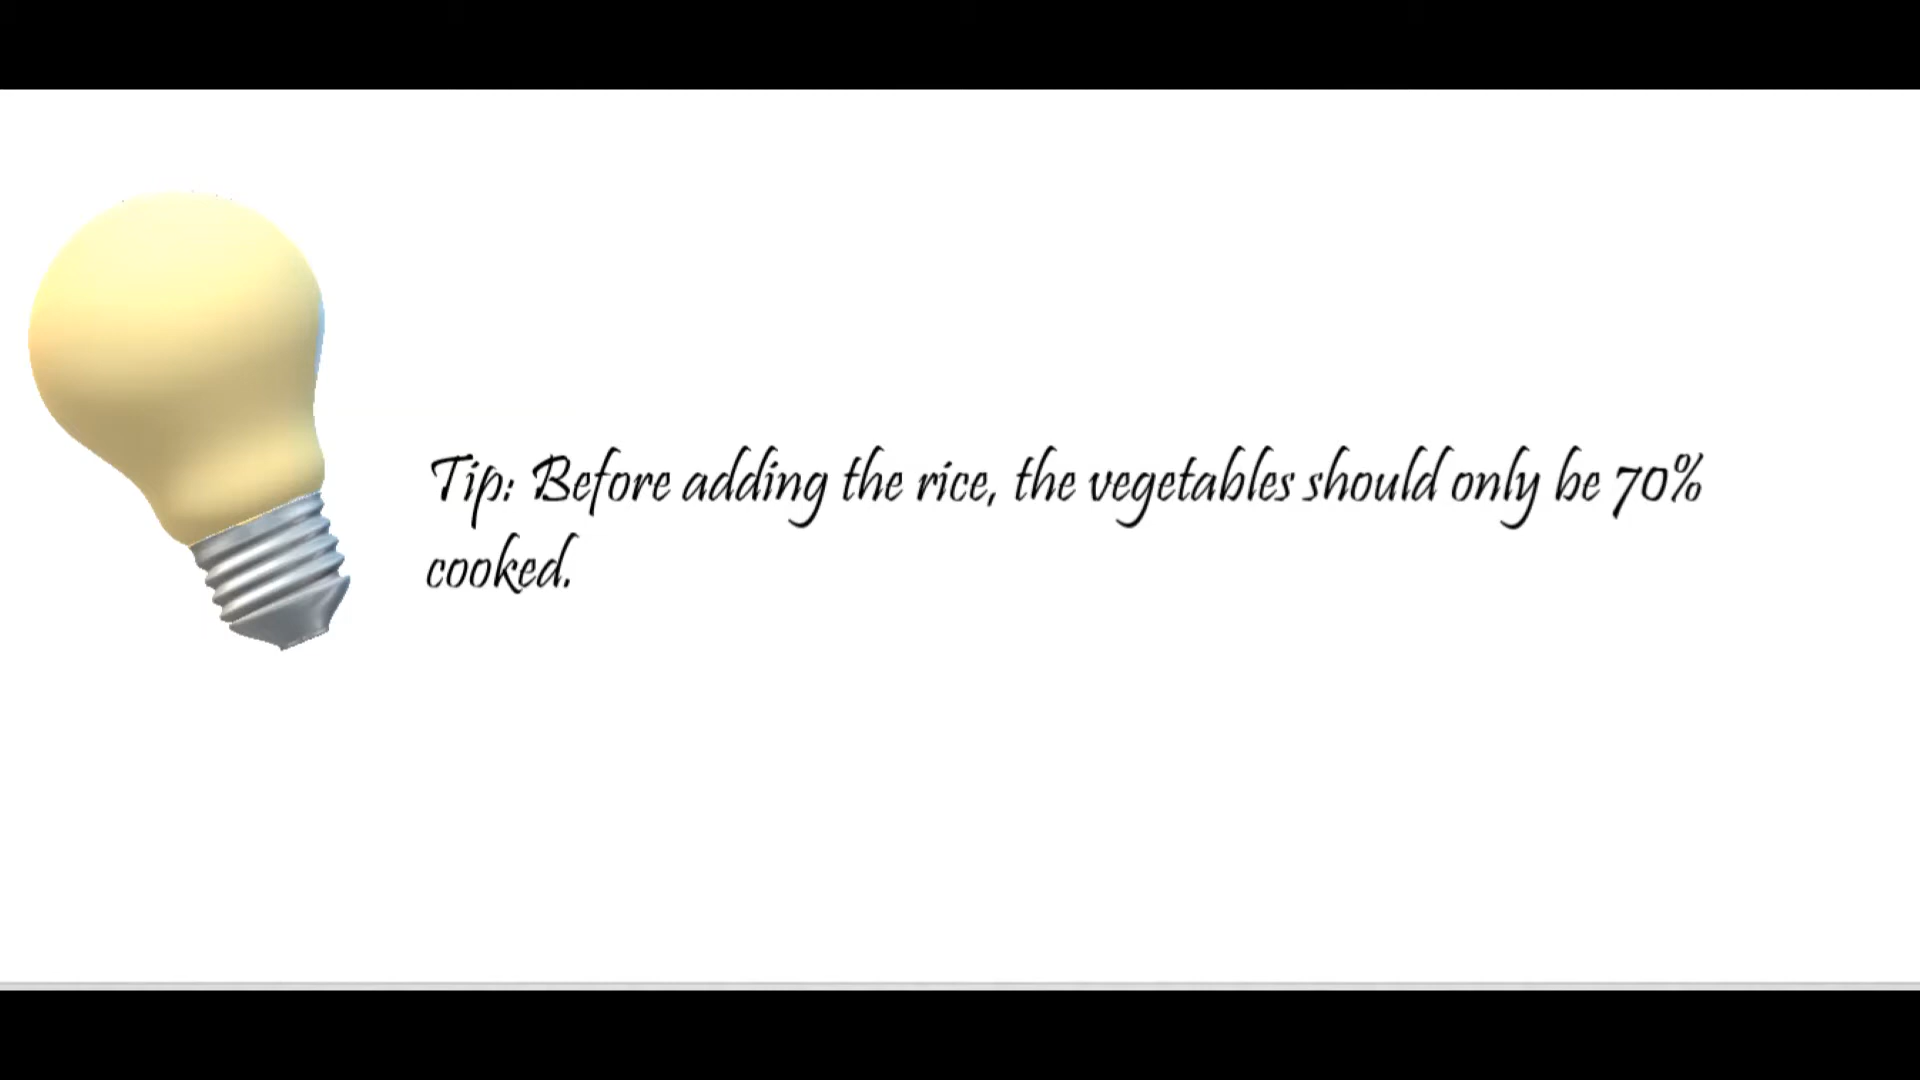 Tip: Before adding the rice, the vegetables should only be 70%
cooked.